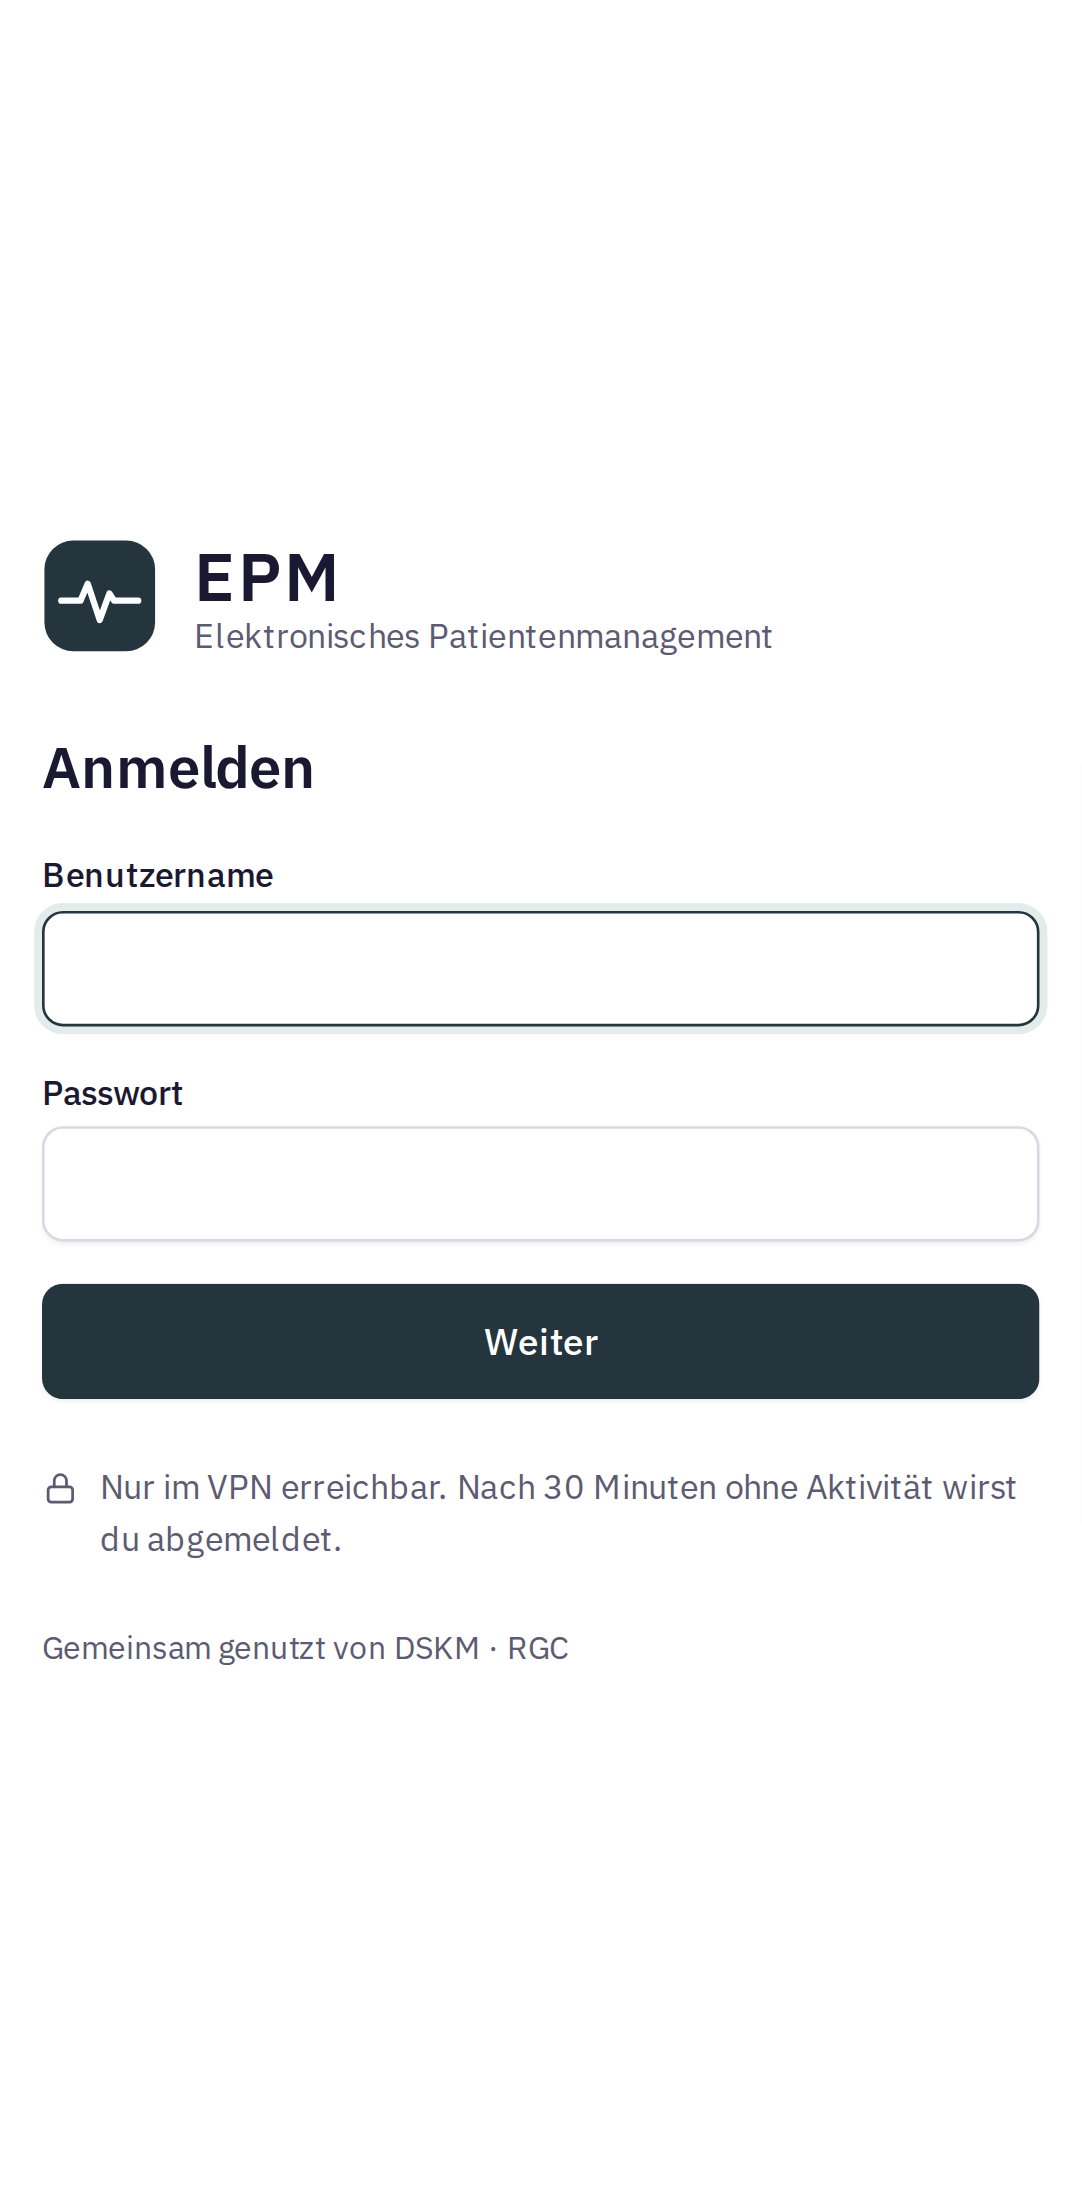 EPM
Elektronisches Patientenmanagement
Anmelden
Benutzername
Passwort
Weiter
Nur im VPN erreichbar. Nach 30 Minuten ohne Aktivität wirst
du abgemeldet.
Gemeinsam genutzt von DSKM · RGC